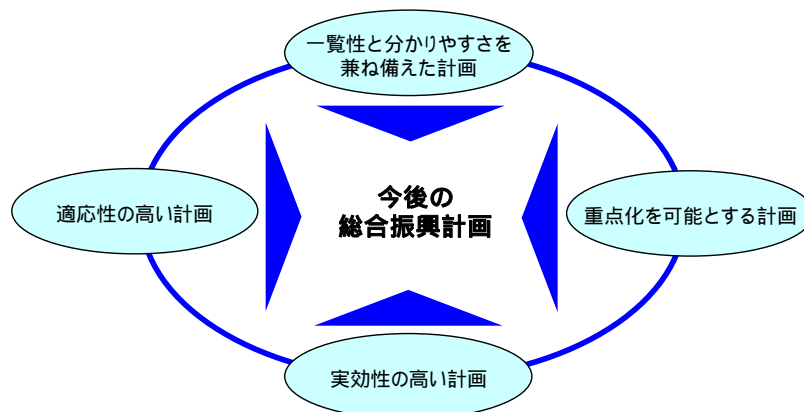 一覧性と分かりやすさを
兼ね備えた計画
適応性の高い計画
今後の
総合振興計画
重点化を可能とする計画
実効性の高い計画